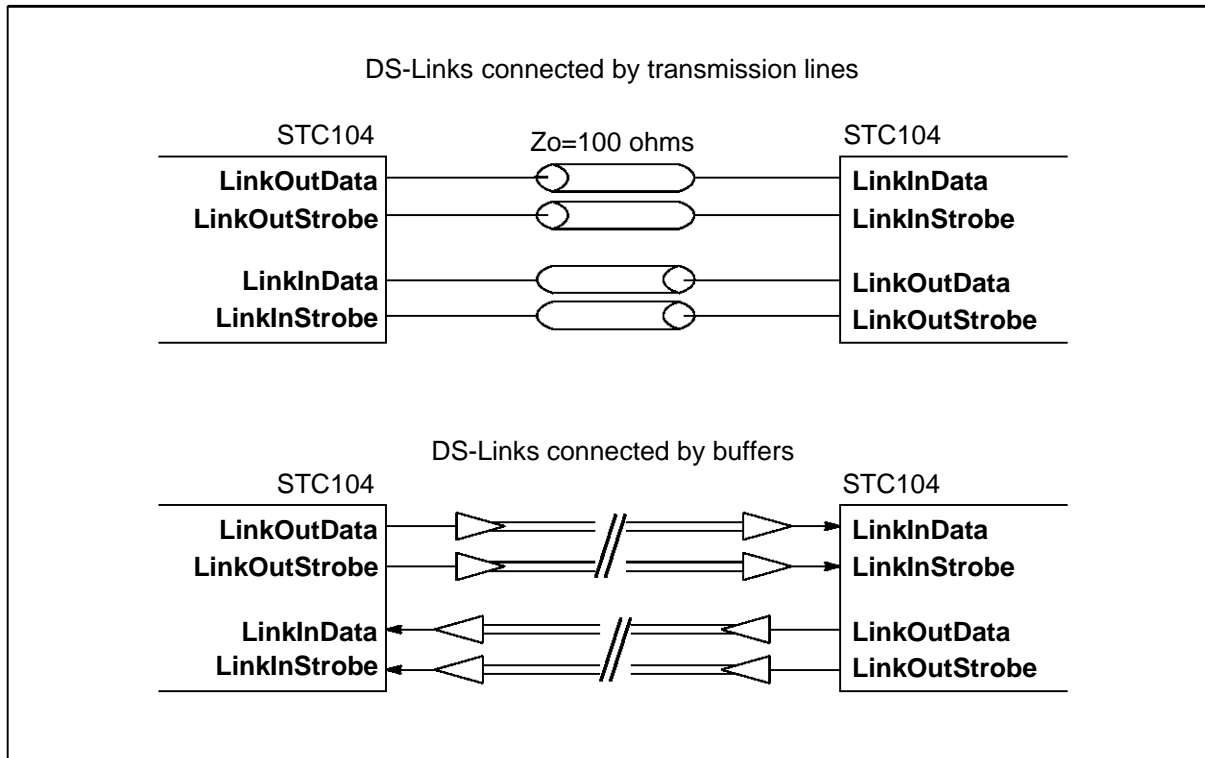 DS-Links connected by transmission lines
STC104
Zo=100 ohms
STC104
LinkOutData
LinkInData
LinkOutStrobe
LinkInStrobe
LinkInData
LinkOutData
LinkInStrobe
LinkOutStrobe
DS-Links connected by buffers
STC104
STC104
LinkOutData
LinkInData
LinkOutStrobe
LinkInStrobe
LinkInData
LinkOutData
LinkInStrobe
LinkOutStrobe